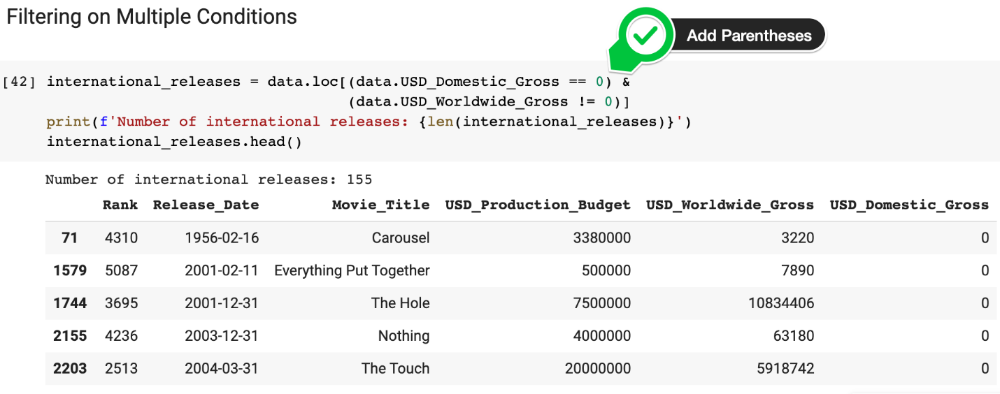 Filtering on Multiple Conditions
Add Parentheses
[42] international_releases = data.loc[(data.USD_Domestic_Gross == 0) &
(data.USD_Worldwide_Gross != 0)]
print(f'Number of international releases: {len(international_releases)}')
international_releases.head()
Number of international releases: 155
Rank Release_Date Movie_Title USD_Production_Budget USD_Worldwide_Gross USD_Domestic_Gross
71 4310 1956-02-16 Carousel 3380000 3220 0
1579 5087 2001-02-11 Everything Put Together 500000 7890 0
1744 3695 2001-12-31 The Hole 7500000 10834406 0
2155 4236 2003-12-31 Nothing 4000000 63180 0
2203 2513 2004-03-31 The Touch 20000000 5918742 0